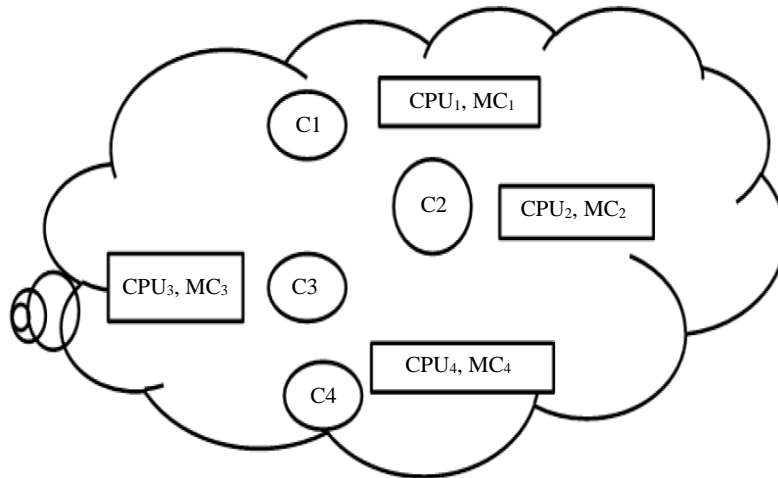 C1
CPU₁, MC₁
C2
CPU₂, MC₂
CPU₃, MC₃
C3
CPU₄, MC₄
C4